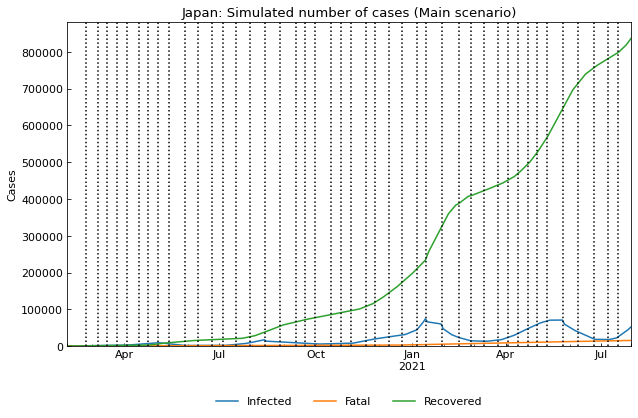 Japan: Simulated number of cases (Main scenario)
800000
700000
600000
500000
400000
300000
200000
100000
0
Cases
Apr Jul Oct Jan Apr Jul
2021
Infected Fatal Recovered